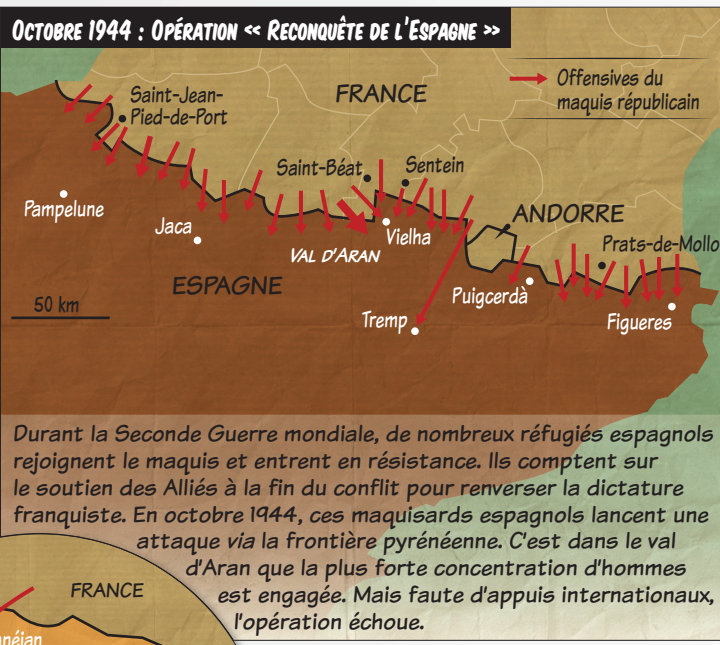 OCTOBRE 1944 : OPÉRATION « RECONQUÊTE DE L'ESPAGNE »
Offensives du
maquis républicain
FRANCE
Saint-Jean-
Pied-de-Port
Saint-Béat
Sentein
Pampelune
Jaca
Vielha
VAL D'ARAN
ANDORRE
Prats-de-Mollo
ESPAGNE
Puigcerdà
50 km
Tremp
Figueres
Durant la Seconde Guerre mondiale, de nombreux réfugiés espagnols
rejoignent le maquis et entrent en résistance. Ils comptent sur
le soutien des Alliés à la fin du conflit pour renverser la dictature
franquiste. En octobre 1944, ces maquisards espagnols lancent une
attaque via la frontière pyrénéenne. C'est dans le val
d'Aran que la plus forte concentration d'hommes
est engagée. Mais faute d'appuis internationaux,
l'opération échoue.
FRANCE